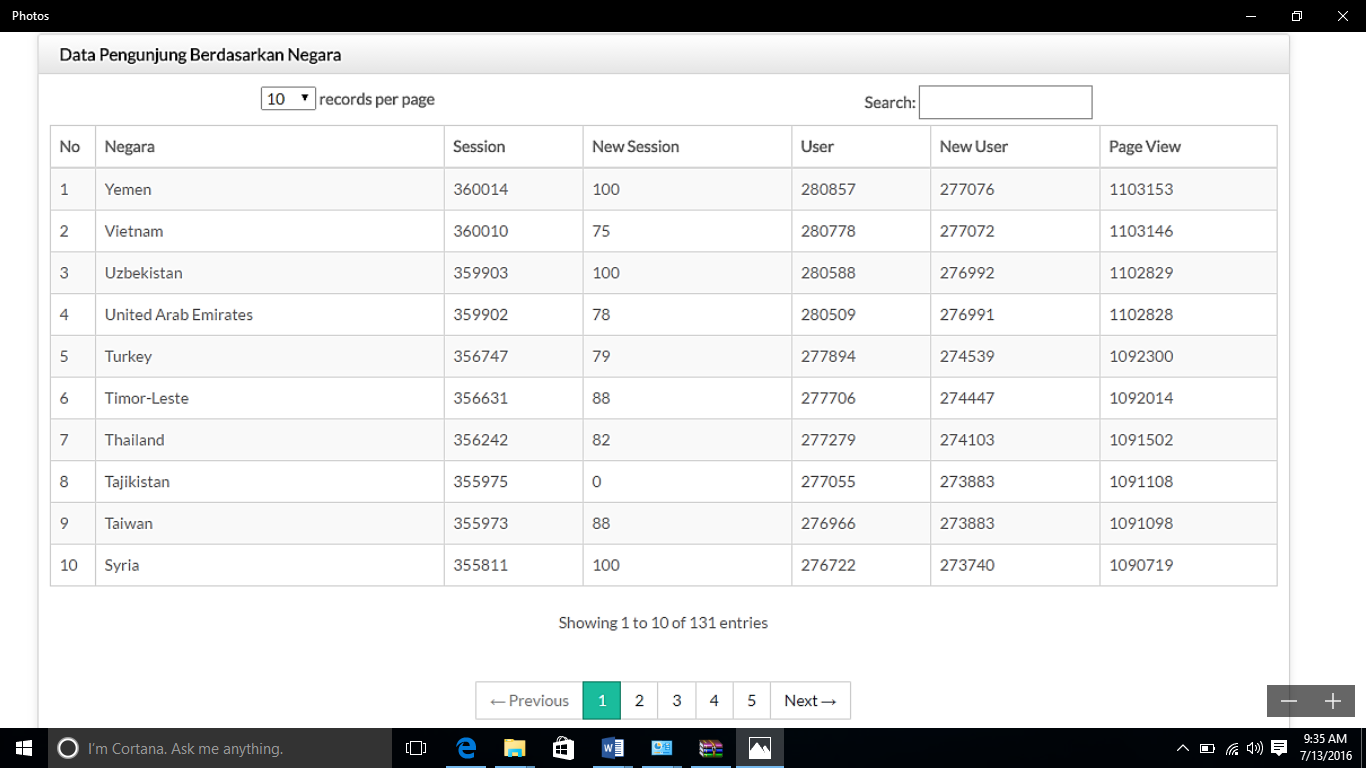 Photos
Data Pengunjung Berdasarkan Negara
10 records per page Search:
No Negara Session New Session User New User Page View
1 Yemen 360014 100 280857 277076 1103153
2 Vietnam 360010 75 280778 277072 1103146
3 Uzbekistan 359903 100 280588 276992 1102829
4 United Arab Emirates 359902 78 280509 276991 1102828
5 Turkey 356747 79 277894 274539 1092300
6 Timor-Leste 356631 88 277706 274447 1092014
7 Thailand 356242 82 277279 274103 1091502
8 Tajikistan 355975 0 277055 273883 1091108
9 Taiwan 355973 88 276966 273883 1091098
10 Syria 355811 100 276722 273740 1090719
Showing 1 to 10 of 131 entries
← Previous 1 2 3 4 5 Next →
I'm Cortana. Ask me anything.
9:35 AM
7/13/2016